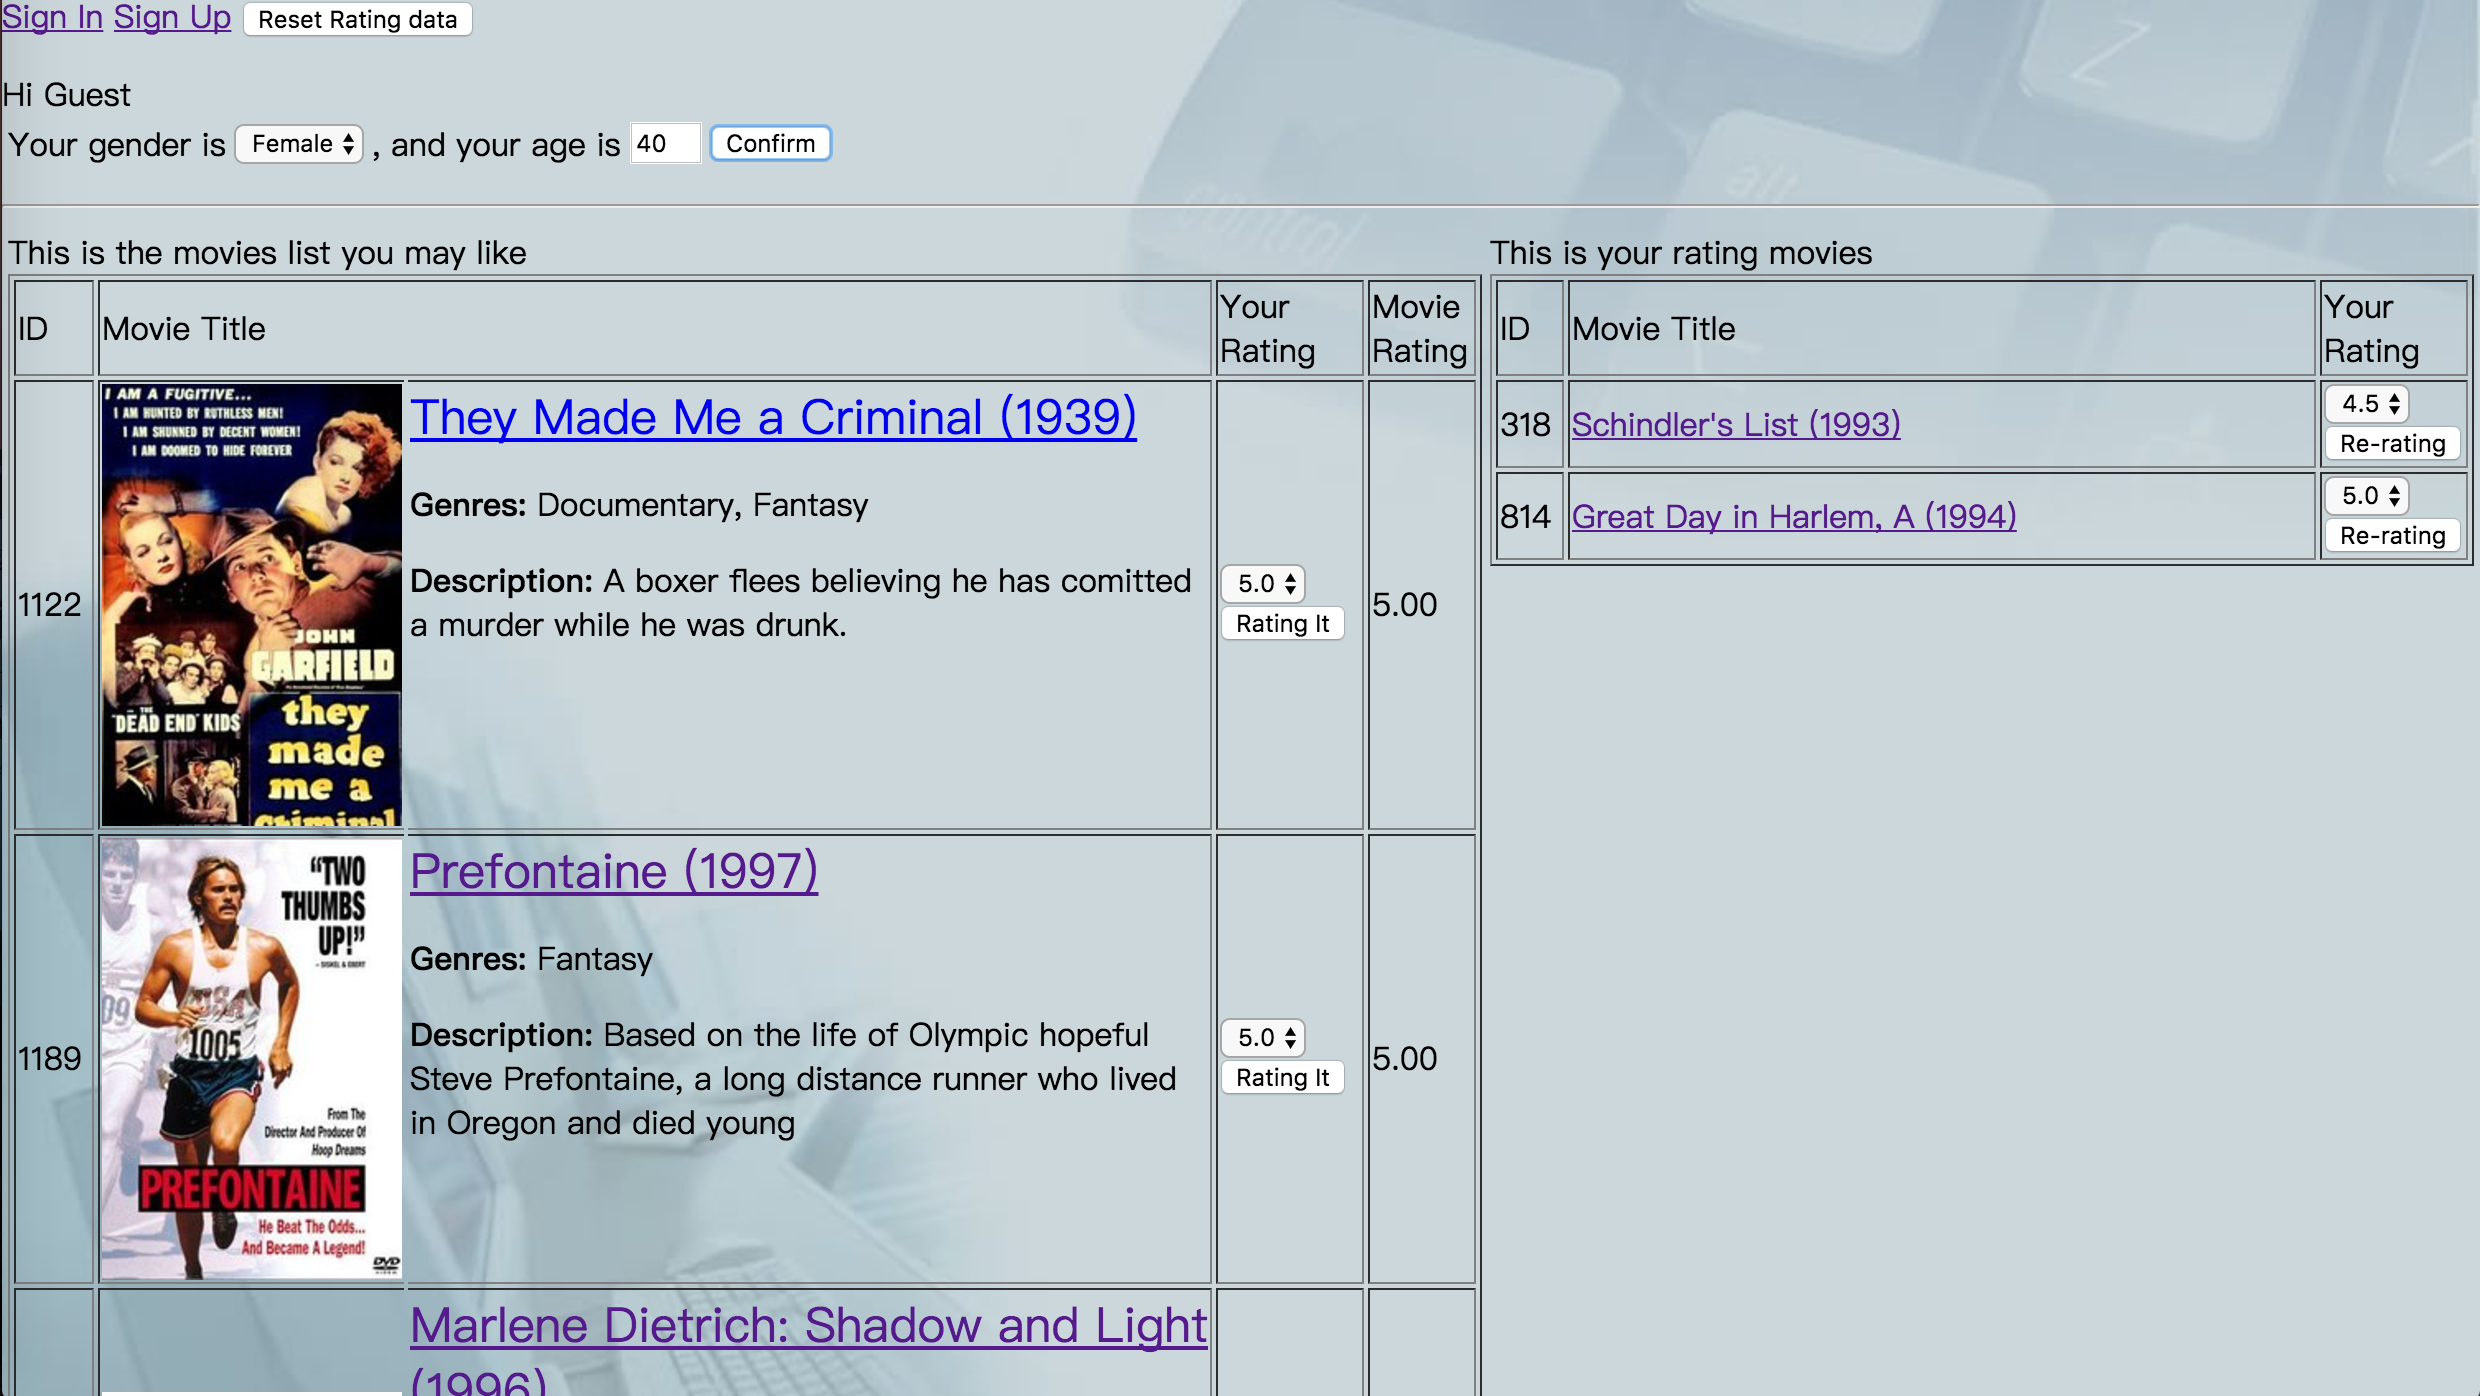 Sign In Sign Up Reset Rating data
Hi Guest
Your gender is Female , and your age is 40 Confirm
This is the movies list you may like
ID Movie Title Your Rating Movie Rating
1122
I AM A FUGITIVE...
I AM HUNTED BY RUTHLESS MEN!
I AM SHUNNED BY DECENT WOMEN!
I AM DOOMED TO HIDE FOREVER
JOHN
GARFIELD
THE
"DEAD END" KIDS
they
made
me a
criminal
They Made Me a Criminal (1939)
Genres: Documentary, Fantasy
Description: A boxer flees believing he has comitted
a murder while he was drunk.
5.0
Rating It
5.00
1189
“TWO
THUMBS
UP!”
- SISKEL & EBERT
USA
1005
09
From The
Director And Producer Of
Hoop Dreams
PREFONTAINE
He Beat The Odds...
And Became A Legend!
DVD
VIDEO
Prefontaine (1997)
Genres: Fantasy
Description: Based on the life of Olympic hopeful
Steve Prefontaine, a long distance runner who lived
in Oregon and died young
5.0
Rating It
5.00
Marlene Dietrich: Shadow and Light
(1996)
This is your rating movies
ID Movie Title Your Rating
318 Schindler's List (1993) 4.5
Re-rating
814 Great Day in Harlem, A (1994) 5.0
Re-rating
control
alt
Z